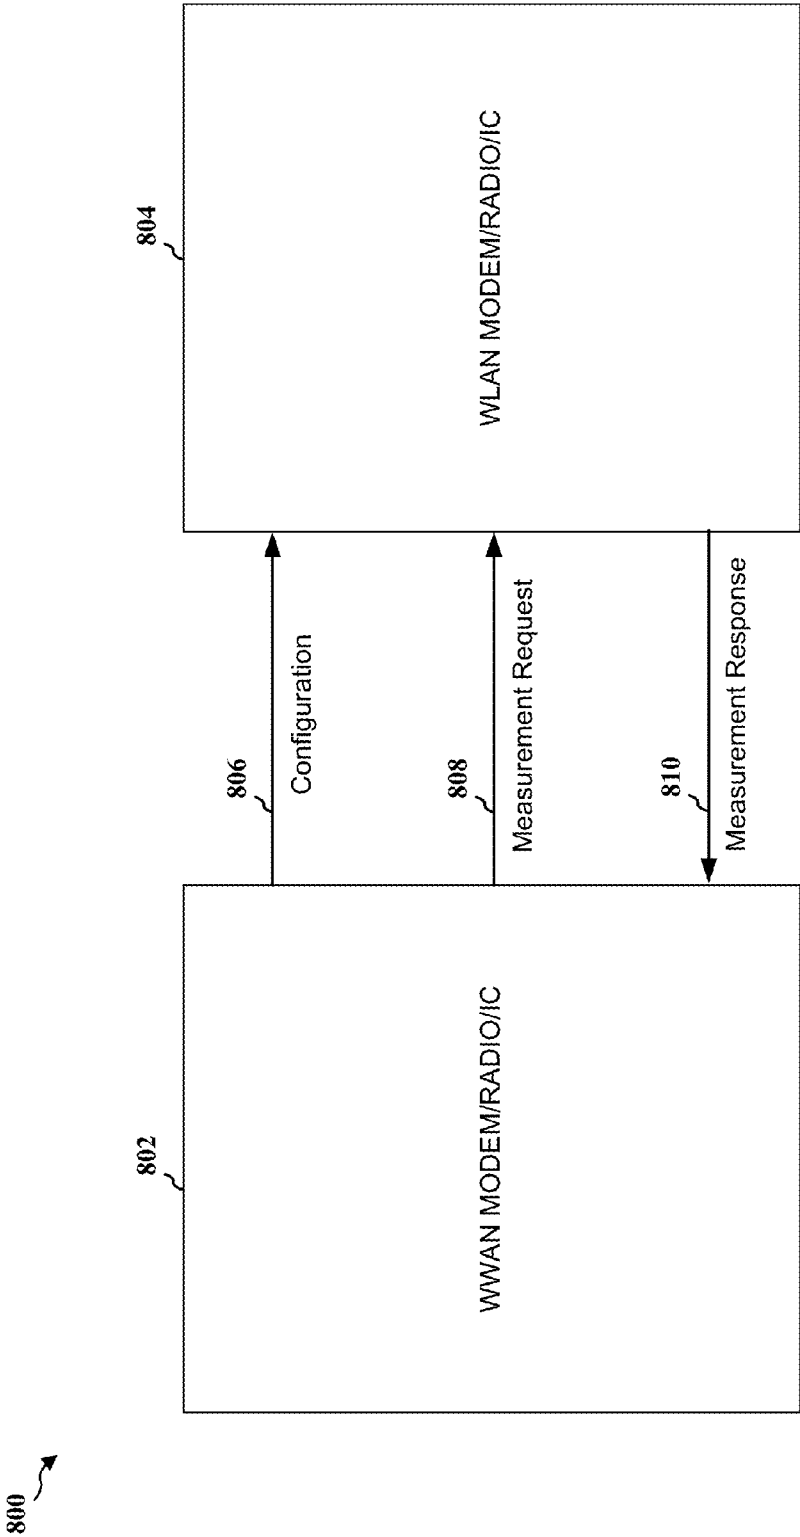 800
802
WWAN MODEM/RADIO/IC
806
Configuration
808
Measurement Request
810
Measurement Response
804
WLAN MODEM/RADIO/IC